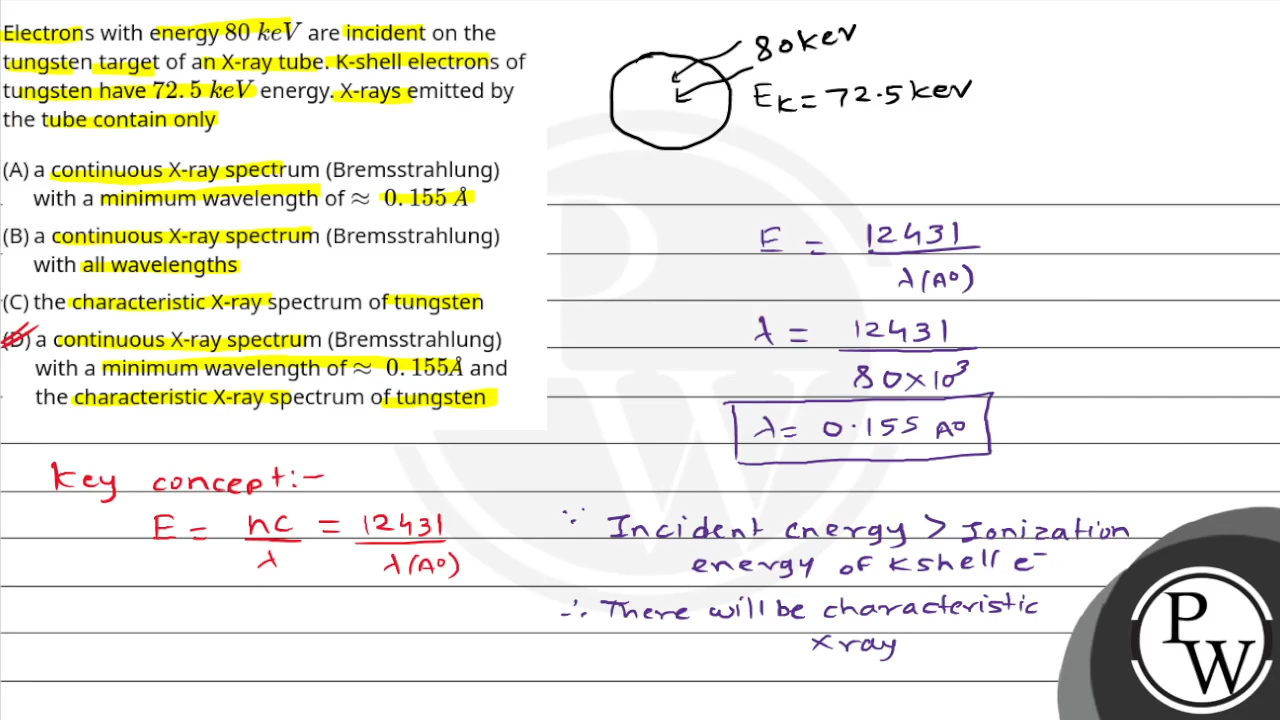 Electrons with energy 80 keV are incident on the
tungsten target of an X-ray tube. K-shell electrons of
tungsten have 72.5 keV energy. X-rays emitted by
the tube contain only
(A) a continuous X-ray spectrum (Bremsstrahlung)
with a minimum wavelength of ≈ 0.155 Å
(B) a continuous X-ray spectrum (Bremsstrahlung)
with all wavelengths
(C) the characteristic X-ray spectrum of tungsten
(D) a continuous X-ray spectrum (Bremsstrahlung)
with a minimum wavelength of ≈ 0.155Å and
the characteristic X-ray spectrum of tungsten
Key concept:-
E = hc/λ = 12431/λ(A°)
80kev
EK = 72.5kev
E = 12431/λ(A°)
λ = 12431/80×10³
λ = 0.155 A°
∵ Incident energy > Ionization
energy of K shell e⁻
∴ There will be characteristic
x ray
PW